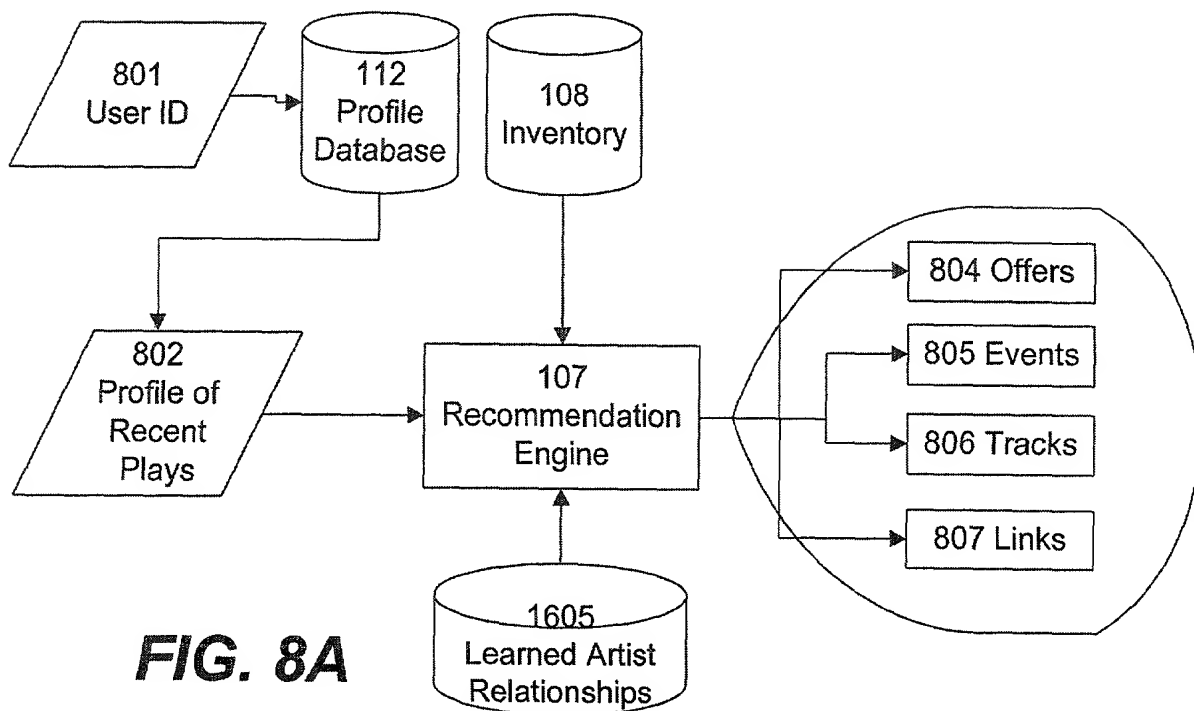 801
User ID
112
Profile
Database
108
Inventory
804 Offers
805 Events
806 Tracks
807 Links
802
Profile of
Recent
Plays
107
Recommendation
Engine
1605
Learned Artist
Relationships
FIG. 8A